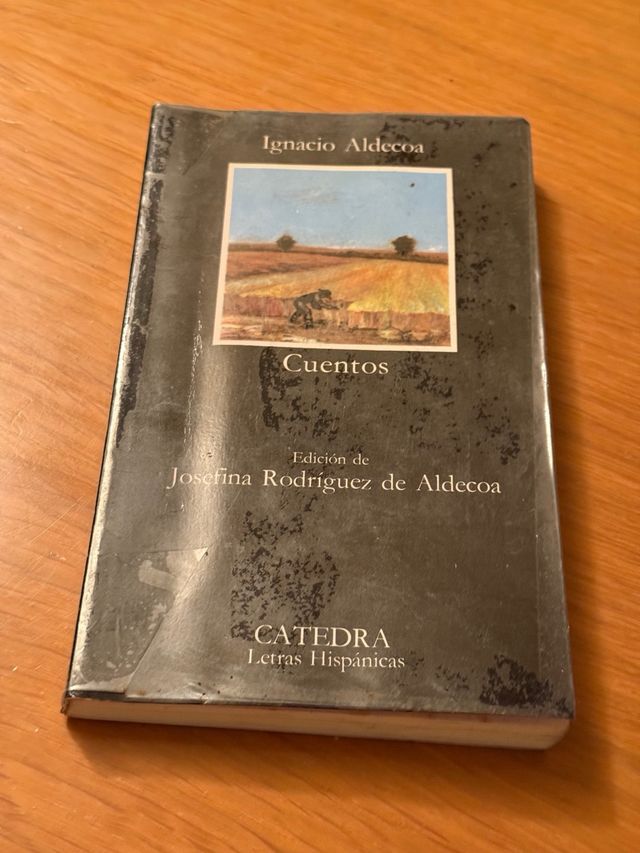 Ignacio Aldecoa
Cuentos
Edición de
Josefina Rodríguez de Aldecoa
CATEDRA
Letras Hispánicas